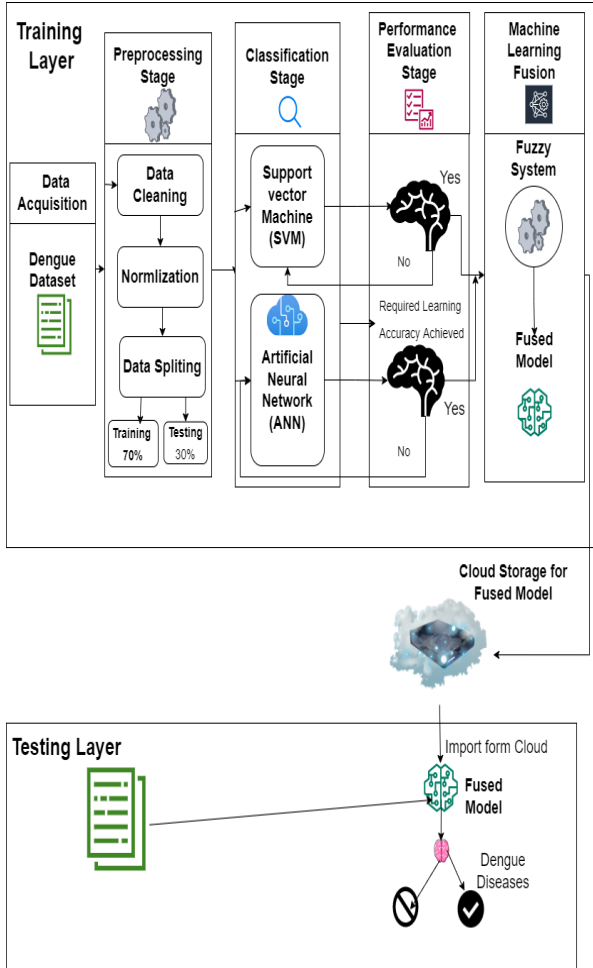 Training
Layer
Preprocessing
Stage
Classification
Stage
Performance
Evaluation
Stage
Machine
Learning
Fusion
Data
Acquisition
Dengue
Dataset
Data
Cleaning
Normlization
Data Spliting
Training
70%
Testing
30%
Support
vector
Machine
(SVM)
Artificial
Neural
Network
(ANN)
Yes
No
Required Learning
Accuracy Achieved
Yes
No
Fuzzy
System
Fused
Model
Cloud Storage for
Fused Model
Testing Layer
Import form Cloud
Fused
Model
Dengue
Diseases